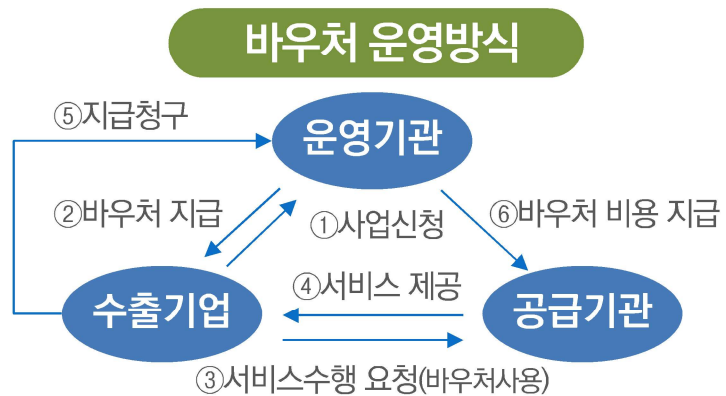 바우처 운영방식
⑤지급청구
운영기관
②바우처 지급
①사업신청
⑥바우처 비용 지급
④서비스 제공
수출기업
공급기관
③서비스수행 요청(바우처사용)